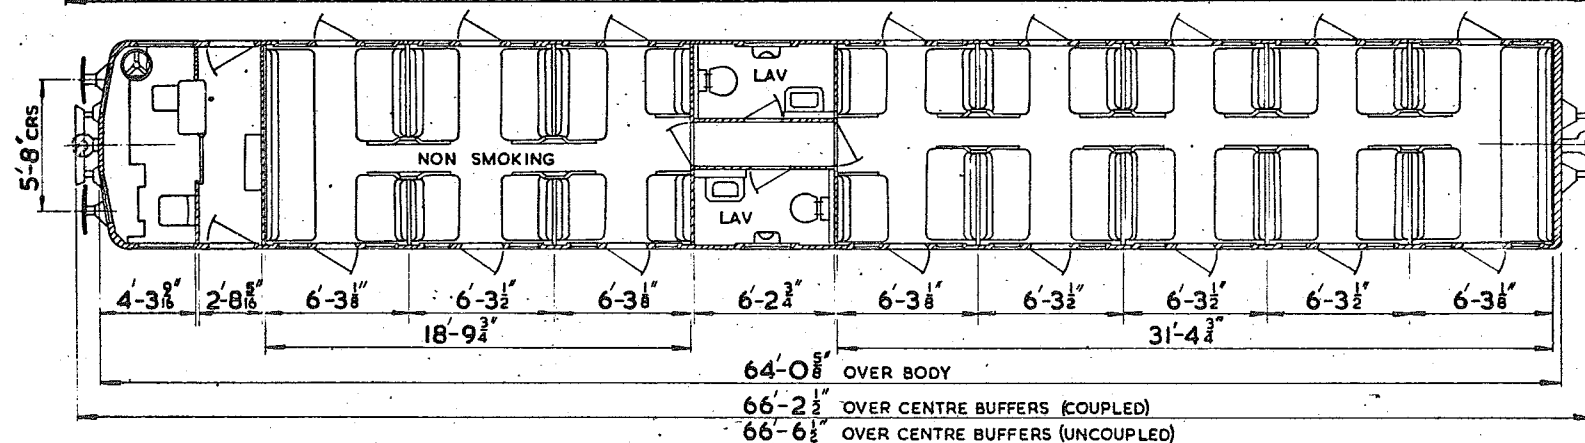 LAV
5'-8" CRS
NON SMOKING
LAV
4'-3 9/16" 2'-8 5/16" 6'-3 1/8" 6'-3 1/2" 6'-3 1/8" 6'-2 3/4" 6'-3 1/8" 6'-3 1/2" 6'-3 1/2" 6'-3 1/2" 6'-3 1/8"
18'-9 3/4" 31'-4 3/4"
64'-0 5/8" OVER BODY
66'-2 1/2" OVER CENTRE BUFFERS (COUPLED)
66'-6 1/2" OVER CENTRE BUFFERS (UNCOUPLED)